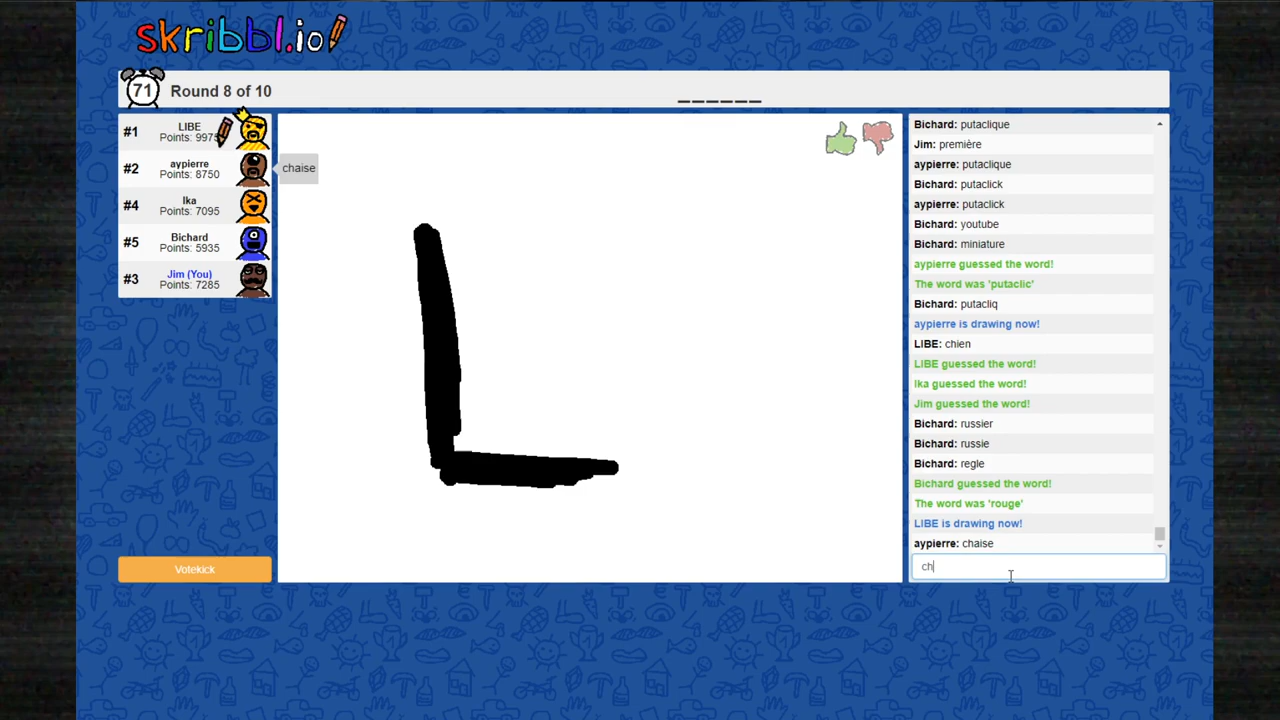 skribbl.io
71
Round 8 of 10
______
#1
LIBE
Points: 9975
#2
aypierre
Points: 8750
chaise
#4
Ika
Points: 7095
#5
Bichard
Points: 5935
#3
Jim (You)
Points: 7285
Votekick
Bichard: putaclique
Jim: première
aypierre: putaclique
Bichard: putaclick
aypierre: putaclick
Bichard: youtube
Bichard: miniature
aypierre guessed the word!
The word was 'putaclic'
Bichard: putacliq
aypierre is drawing now!
LIBE: chien
LIBE guessed the word!
Ika guessed the word!
Jim guessed the word!
Bichard: russier
Bichard: russie
Bichard: regle
Bichard guessed the word!
The word was 'rouge'
LIBE is drawing now!
aypierre: chaise
ch